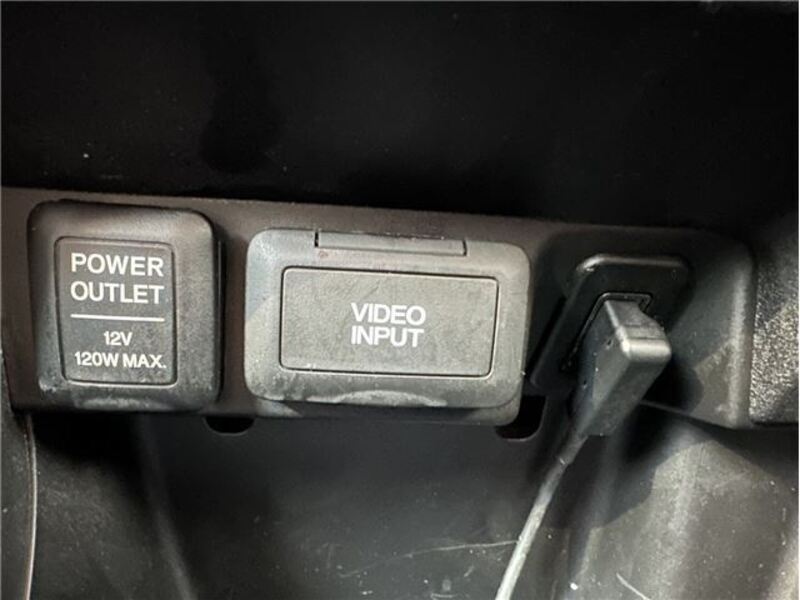 POWER
OUTLET
12V
120W MAX.
VIDEO
INPUT